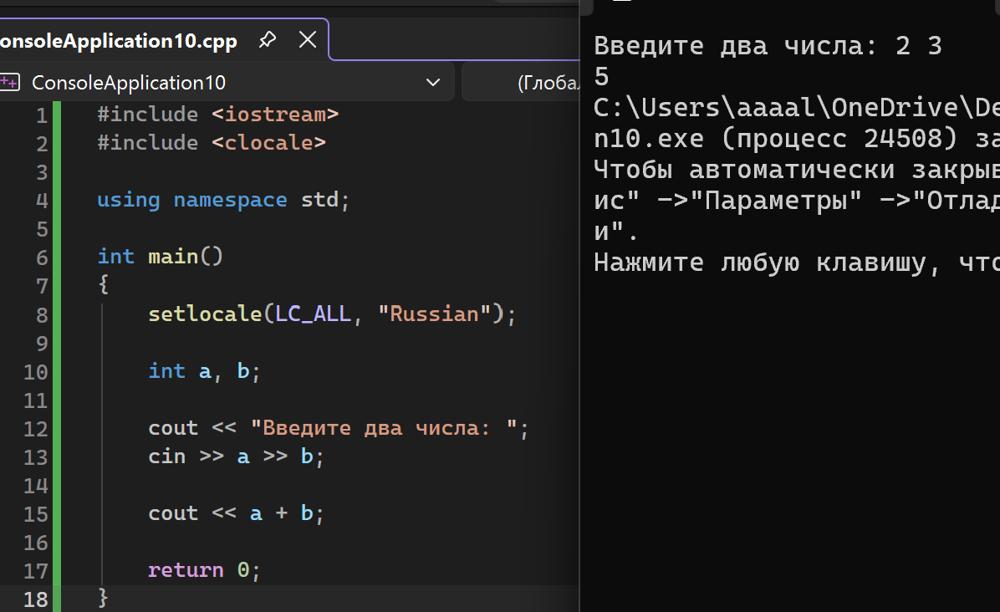 onsoleApplication10.cpp
ConsoleApplication10
(Глоба
1 #include <iostream>
2 #include <clocale>
3
4 using namespace std;
5
6 int main()
7 {
8 setlocale(LC_ALL, "Russian");
9
10 int a, b;
11
12 cout << "Введите два числа: ";
13 cin >> a >> b;
14
15 cout << a + b;
16
17 return 0;
18 }
Введите два числа: 2 3
5
C:\Users\aaaal\OneDrive\De
n10.exe (процесс 24508) за
Чтобы автоматически закрыв
ис" ->"Параметры" ->"Отлад
и".
Нажмите любую клавишу, что